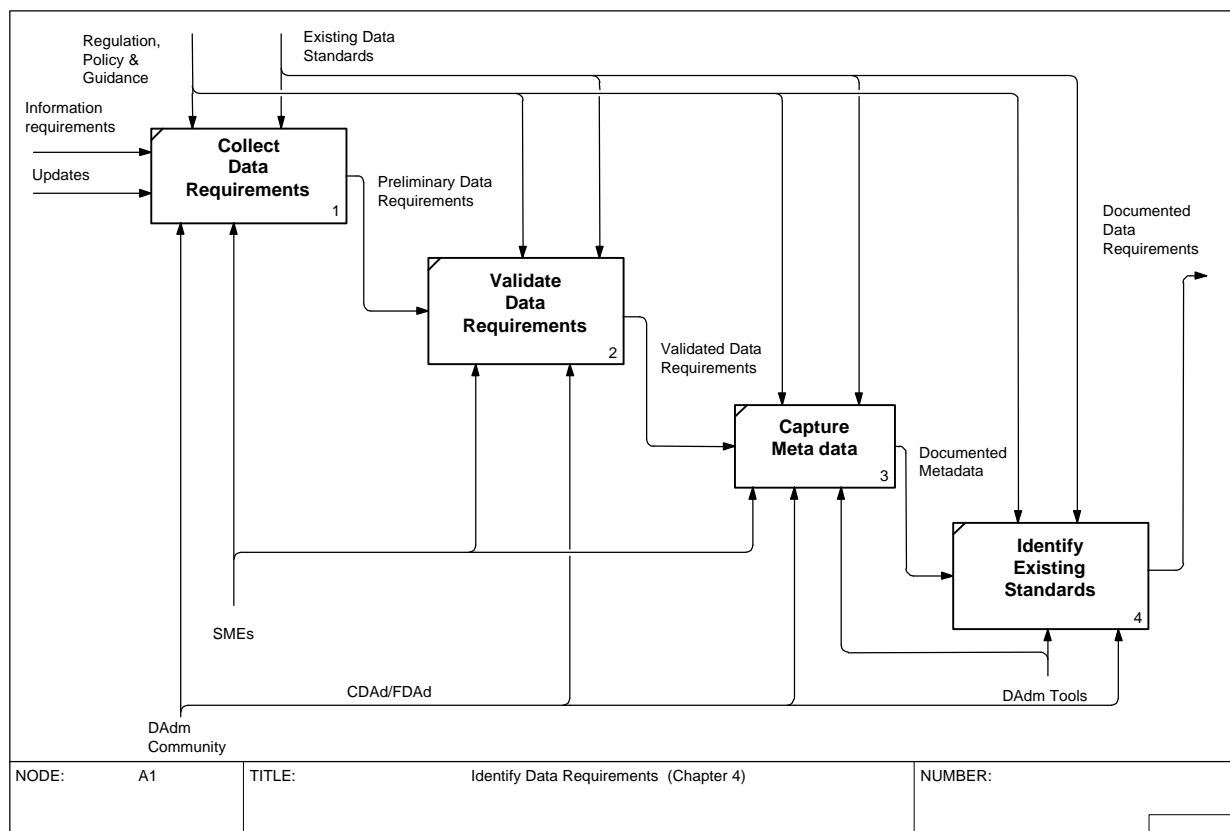 Regulation,
Policy &
Guidance
Existing Data
Standards
Information
requirements
Updates
Collect
Data
Requirements
1
Preliminary Data
Requirements
Documented
Data
Requirements
Validate
Data
Requirements
2
Validated Data
Requirements
Capture
Meta data
3
Documented
Metadata
Identify
Existing
Standards
4
SMEs
CDAd/FDAd
DAdm Tools
DAdm
Community
NODE: A1 TITLE: Identify Data Requirements (Chapter 4) NUMBER: